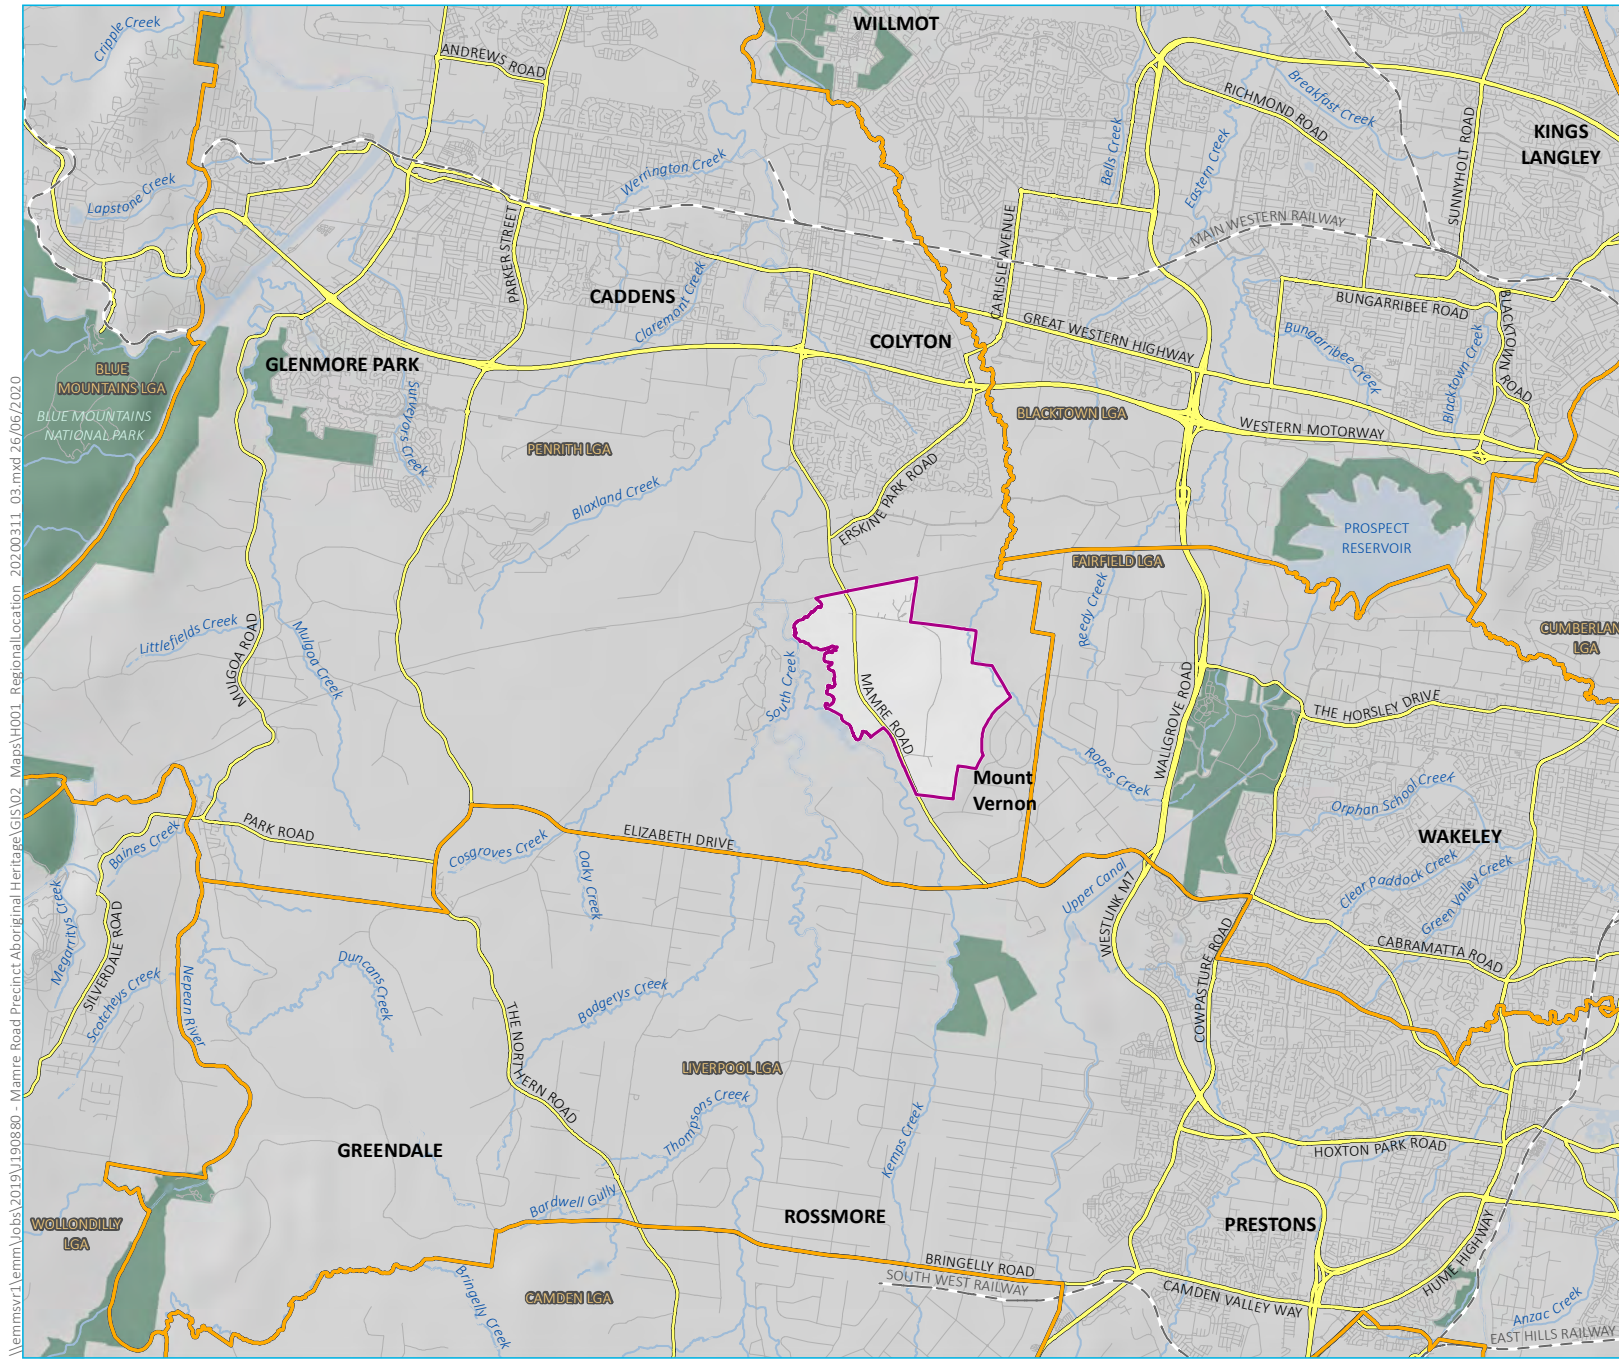 WILLMOT
Cripple Creek
ANDREWS ROAD
Breakfast Creek
RICHMOND ROAD
KINGS
LANGLEY
Bells Creek
Eastern Creek
SUNNYHOLT ROAD
Werrington Creek
Lapstone Creek
MAIN WESTERN RAILWAY
PARKER STREET
CARLISLE AVENUE
CADDENS
Claremont Creek
BUNGARRIBEE ROAD
BLACKTOWN ROAD
GREAT WESTERN HIGHWAY
COLYTON
Bungarribee Creek
Blacktown Creek
GLENMORE PARK
BLUE
MOUNTAINS LGA
BLUE MOUNTAINS
NATIONAL PARK
Surveyors Creek
BLACKTOWN LGA
WESTERN MOTORWAY
PENRITH LGA
ERSKINE PARK ROAD
Blaxland Creek
PROSPECT
RESERVOIR
FAIRFIELD LGA
Reedy Creek
Littlefields Creek
MULGOA ROAD
Mulgoa Creek
CUMBERLAN
LGA
South Creek
MAMRE ROAD
WALLGROVE ROAD
THE HORSLEY DRIVE
Mount
Vernon
Ropes Creek
Orphan School Creek
PARK ROAD
ELIZABETH DRIVE
WAKELEY
Baines Creek
Cosgroves Creek
Oaky Creek
Upper Canal
WESTLINK M7
Clear Paddock Creek
Green Valley Creek
Megarritys Creek
SILVERDALE ROAD
Scotcheys Creek
Nepean River
Duncans Creek
Badgerys Creek
COWPASTURE ROAD
CABRAMATTA ROAD
THE NORTHERN ROAD
LIVERPOOL LGA
Thompsons Creek
Kemps Creek
GREENDALE
HOXTON PARK ROAD
Bardwell Gully
ROSSMORE
PRESTONS
WOLLONDILLY
LGA
BRINGELLY ROAD
SOUTH WEST RAILWAY
Bringelly Creek
CAMDEN LGA
CAMDEN VALLEY WAY
HUME HIGHWAY
Anzac Creek
EAST HILLS RAILWAY
\\emmsvr1\emm\Jobs\2019\J190880 - Mamre Road Precinct Aboriginal Heritage\GIS\02_Maps\H001_RegionalLocation_20200311_03.mxd 26/06/2020